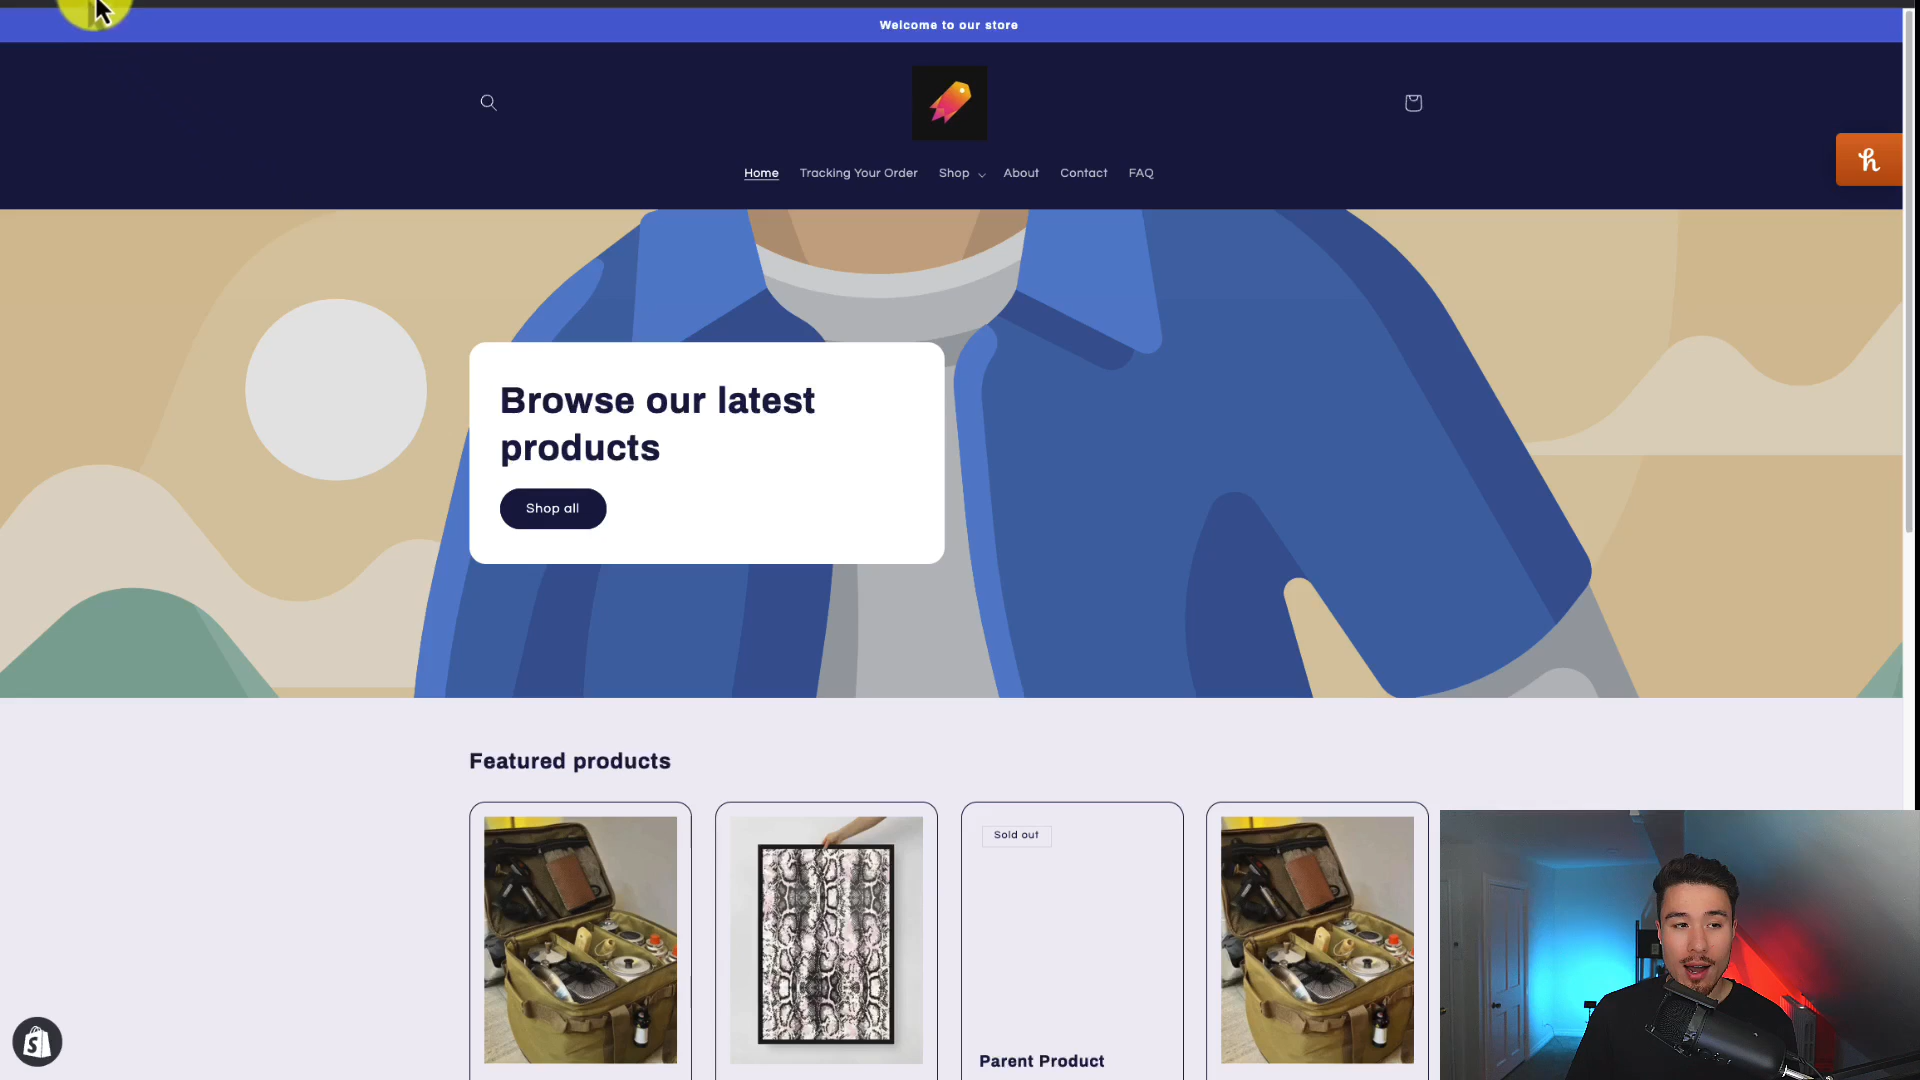 Welcome to our store
Home Tracking Your Order Shop About Contact FAQ
Browse our latest
products
Shop all
Featured products
Sold out
Parent Product